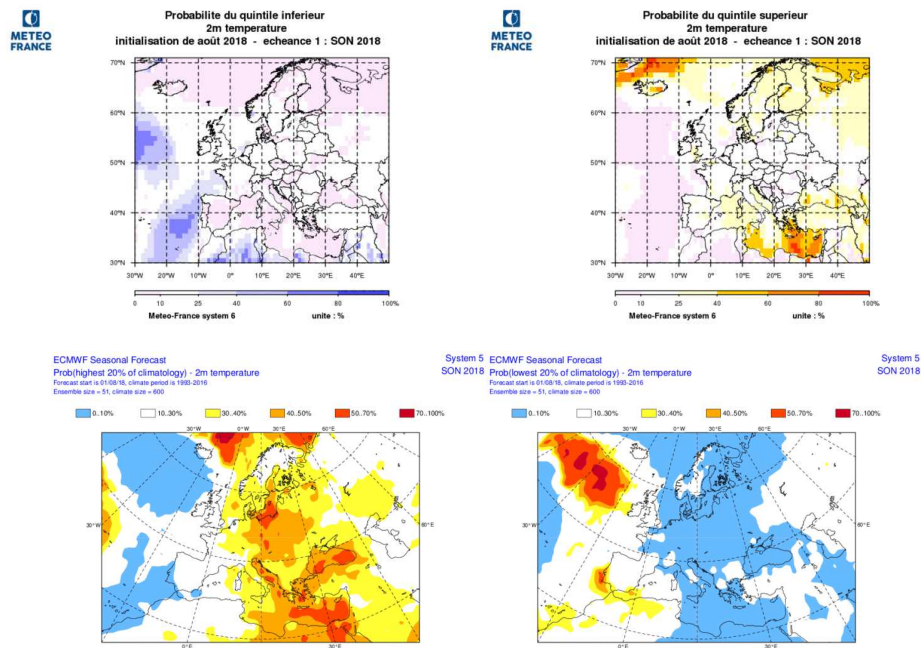 METEO
FRANCE
Probabilite du quintile inferieur
2m temperature
initialisation de août 2018 - echeance 1 : SON 2018
70°N
60°N
50°N
40°N
30°N
30°W 20°W 10°W 0° 10°E 20°E 30°E 40°E
0 10 25 40 60 80 100%
Meteo-France system 6 unite : %
METEO
FRANCE
Probabilite du quintile superieur
2m temperature
initialisation de août 2018 - echeance 1 : SON 2018
70°N
60°N
50°N
40°N
30°N
30°W 20°W 10°W 0° 10°E 20°E 30°E 40°E
0 10 25 40 60 80 100%
Meteo-France system 6 unite : %
ECMWF Seasonal Forecast System 5
Prob(highest 20% of climatology) - 2m temperature SON 2018
Forecast start is 01/08/18, climate period is 1993-2016
Ensemble size = 51, climate size = 600
0..10% 10..30% 30..40% 40..50% 50..70% 70..100%
30°W 0°W 30°E 60°E
30°W
60°E
0°E 30°E
ECMWF Seasonal Forecast System 5
Prob(lowest 20% of climatology) - 2m temperature SON 2018
Forecast start is 01/08/18, climate period is 1993-2016
Ensemble size = 51, climate size = 600
0..10% 10..30% 30..40% 40..50% 50..70% 70..100%
30°W 0°W 30°E 60°E
30°W
60°E
0°E 30°E